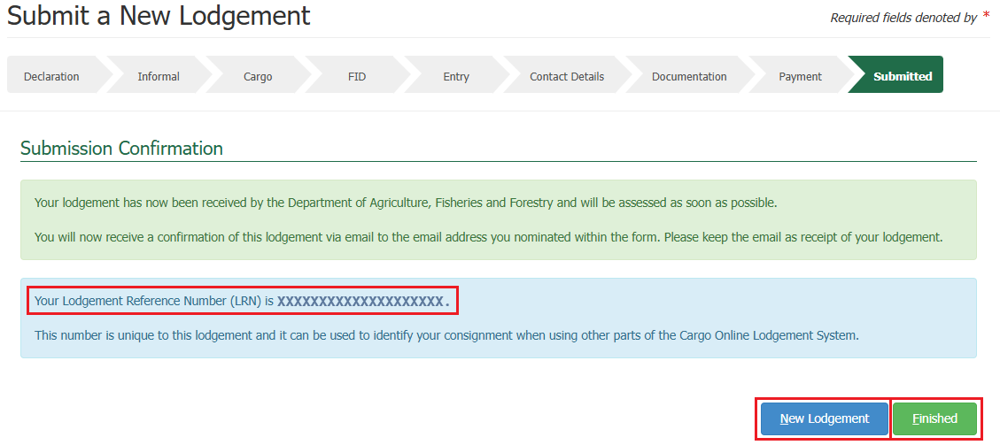 Submit a New Lodgement
Required fields denoted by *
Declaration
Informal
Cargo
FID
Entry
Contact Details
Documentation
Payment
Submitted
Submission Confirmation
Your lodgement has now been received by the Department of Agriculture, Fisheries and Forestry and will be assessed as soon as possible.
You will now receive a confirmation of this lodgement via email to the email address you nominated within the form. Please keep the email as receipt of your lodgement.
Your Lodgement Reference Number (LRN) is XXXXXXXXXXXXXXXXXXXX.
This number is unique to this lodgement and it can be used to identify your consignment when using other parts of the Cargo Online Lodgement System.
New Lodgement
Finished